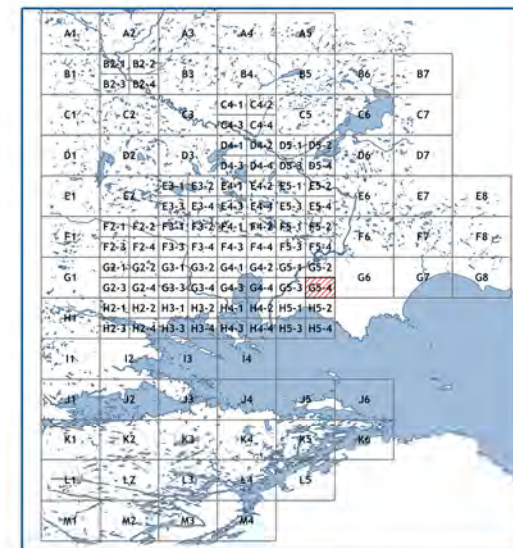 A1 A2 A3 A4 A5
B2-1 B2-2
B1 B3 B4 B5 B6 B7
B2-3 B2-4
C4-1 C4-2
C1 C2 C3 C5 C6 C7
C4-3 C4-4
D4-1 D4-2 D5-1 D5-2
D1 D2 D3 D6 D7
D4-3 D4-4 D5-3 D5-4
E3-1 E3-2 E4-1 E4-2 E5-1 E5-2
E1 E2 E6 E7 E8
E3-3 E3-4 E4-3 E4-4 E5-3 E5-4
F2-1 F2-2 F3-1 F3-2 F4-1 F4-2 F5-1 F5-2
F1 F6 F7 F8
F2-3 F2-4 F3-3 F3-4 F4-3 F4-4 F5-3 F5-4
G2-1 G2-2 G3-1 G3-2 G4-1 G4-2 G5-1 G5-2
G1 G6 G7 G8
G2-3 G2-4 G3-3 G3-4 G4-3 G4-4 G5-3 G5-4
H2-1 H2-2 H3-1 H3-2 H4-1 H4-2 H5-1 H5-2
H1
H2-3 H2-4 H3-3 H3-4 H4-3 H4-4 H5-3 H5-4
I1 I2 I3 I4
J1 J2 J3 J4 J5 J6
K1 K2 K3 K4 K5 K6
L1 L2 L3 L4 L5
M1 M2 M3 M4